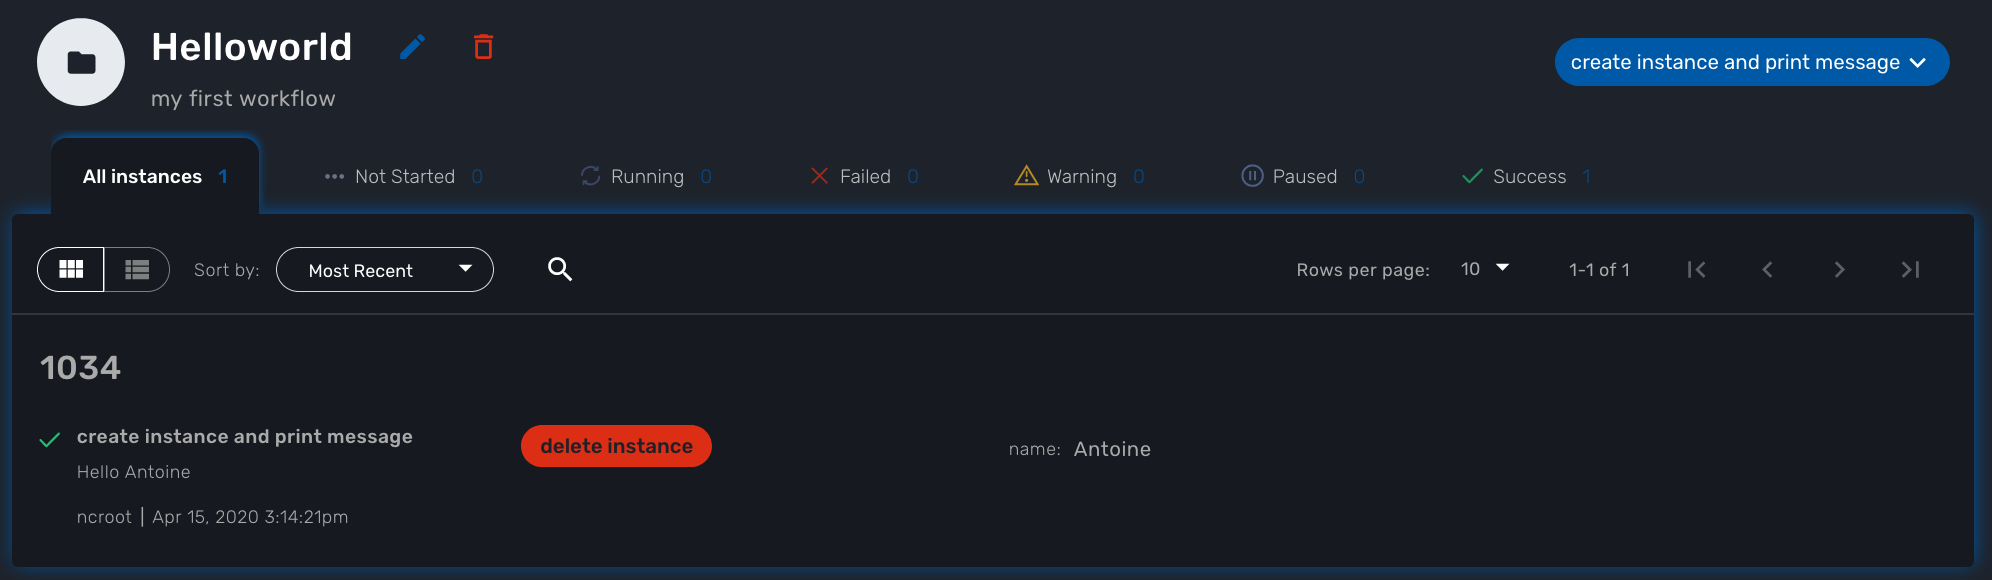 Helloworld
my first workflow
create instance and print message
All instances 1
Not Started 0
Running 0
Failed 0
Warning 0
Paused 0
Success 1
Sort by: Most Recent
Rows per page: 10
1-1 of 1
1034
create instance and print message
Hello Antoine
ncroot | Apr 15, 2020 3:14:21pm
delete instance
name: Antoine